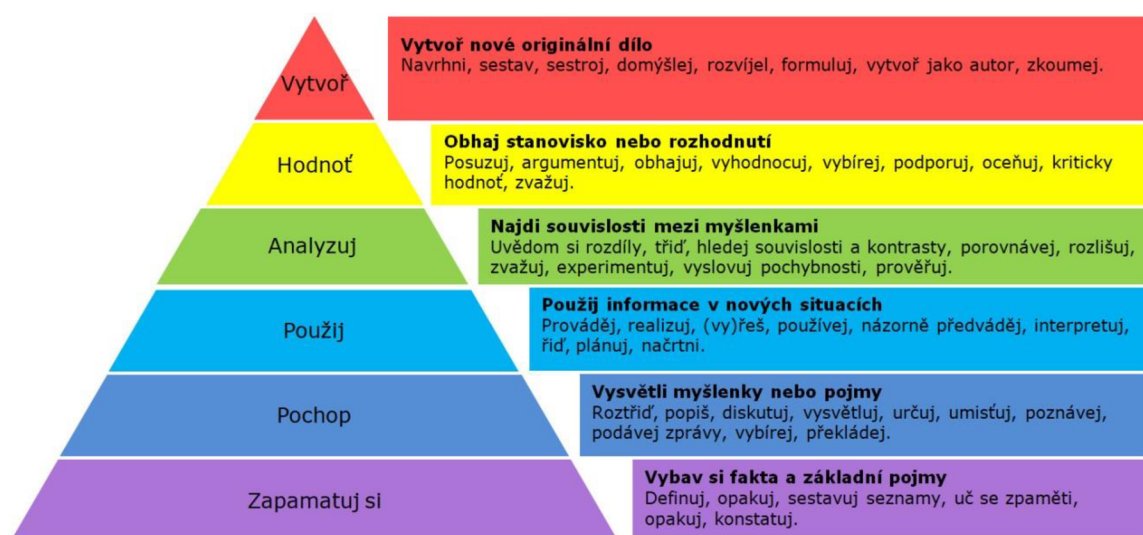 Vytvoř
Vytvoř nové originální dílo
Navrhni, sestav, sestroj, domýšlej, rozvíjel, formuluj, vytvoř jako autor, zkoumej.
Hodnoť
Obhaj stanovisko nebo rozhodnutí
Posuzuj, argumentuj, obhajuj, vyhodnocuj, vybírej, podporuj, oceňuj, kriticky
hodnoť, zvažuj.
Analyzuj
Najdi souvislosti mezi myšlenkami
Uvědom si rozdíly, třiď, hledej souvislosti a kontrasty, porovnávej, rozlišuj,
zvažuj, experimentuj, vyslovuj pochybnosti, prověřuj.
Použij
Použij informace v nových situacích
Prováděj, realizuj, (vy)řeš, používej, názorně předváděj, interpretuj,
řiď, plánuj, načrtni.
Pochop
Vysvětli myšlenky nebo pojmy
Roztřiď, popiš, diskutuj, vysvětluj, určuj, umisťuj, poznávej,
podávej zprávy, vybírej, překládej.
Zapamatuj si
Vybav si fakta a základní pojmy
Definuj, opakuj, sestavuj seznamy, uč se zpaměti,
opakuj, konstatuj.